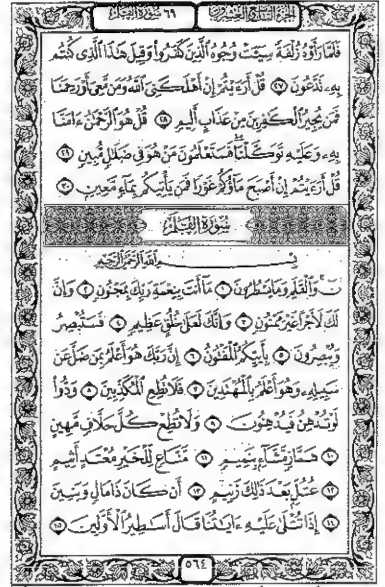 الجزء التاسع والعشرون
٦٩ سورة القلم
فَلَمَّا رَأَوْهُ زُلْفَةً سِيٓـَٔتْ وُجُوهُ ٱلَّذِينَ كَفَرُوا۟ وَقِيلَ هَٰذَا ٱلَّذِى كُنتُم
بِهِۦ تَدَّعُونَ ۝٢٧ قُلْ أَرَءَيْتُمْ إِنْ أَهْلَكَنِىَ ٱللَّهُ وَمَن مَّعِىَ أَوْ رَحِمَنَا
فَمَن يُجِيرُ ٱلْكَٰفِرِينَ مِنْ عَذَابٍ أَلِيمٍ ۝٢٨ قُلْ هُوَ ٱلرَّحْمَٰنُ ءَامَنَّا
بِهِۦ وَعَلَيْهِ تَوَكَّلْنَا فَسَتَعْلَمُونَ مَنْ هُوَ فِى ضَلَٰلٍ مُّبِينٍ ۝٢٩
قُلْ أَرَءَيْتُمْ إِنْ أَصْبَحَ مَآؤُكُمْ غَوْرًا فَمَن يَأْتِيكُم بِمَآءٍ مَّعِينٍۭ ۝٣٠
سُورَةُ القَلَم
بِسْمِ ٱللَّهِ ٱلرَّحْمَٰنِ ٱلرَّحِيمِ
نٓ وَٱلْقَلَمِ وَمَا يَسْطُرُونَ ۝١ مَآ أَنتَ بِنِعْمَةِ رَبِّكَ بِمَجْنُونٍ ۝٢ وَإِنَّ
لَكَ لَأَجْرًا غَيْرَ مَمْنُونٍ ۝٣ وَإِنَّكَ لَعَلَىٰ خُلُقٍ عَظِيمٍ ۝٤ فَسَتُبْصِرُ
وَيُبْصِرُونَ ۝٥ بِأَييِّكُمُ ٱلْمَفْتُونُ ۝٦ إِنَّ رَبَّكَ هُوَ أَعْلَمُ بِمَن ضَلَّ عَن
سَبِيلِهِۦ وَهُوَ أَعْلَمُ بِٱلْمُهْتَدِينَ ۝٧ فَلَا تُطِعِ ٱلْمُكَذِّبِينَ ۝٨ وَدُّوا۟
لَوْ تُدْهِنُ فَيُدْهِنُونَ ۝٩ وَلَا تُطِعْ كُلَّ حَلَّافٍ مَّهِينٍ
۝١٠ هَمَّازٍ مَّشَّآءٍۭ بِنَمِيمٍ ۝١١ مَّنَّاعٍ لِّلْخَيْرِ مُعْتَدٍ أَثِيمٍ
۝١٢ عُتُلٍّۭ بَعْدَ ذَٰلِكَ زَنِيمٍ ۝١٣ أَن كَانَ ذَا مَالٍ وَبَنِينَ
۝١٤ إِذَا تُتْلَىٰ عَلَيْهِ ءَايَٰتُنَا قَالَ أَسَٰطِيرُ ٱلْأَوَّلِينَ ۝١٥
٥٦٤